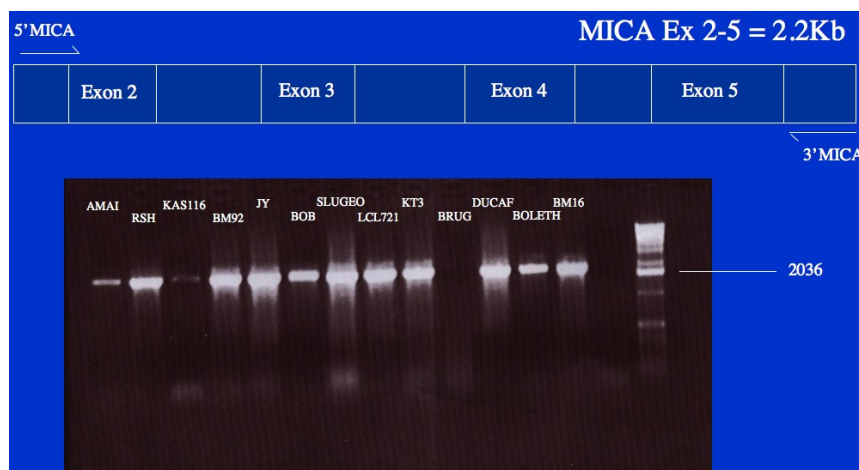 5’MICA
MICA Ex 2-5 = 2.2Kb
Exon 2
Exon 3
Exon 4
Exon 5
3’MICA
AMAI
RSH
KAS116
BM92
JY
BOB
SLUGEO
LCL721
KT3
BRUG
DUCAF
BOLETH
BM16
2036